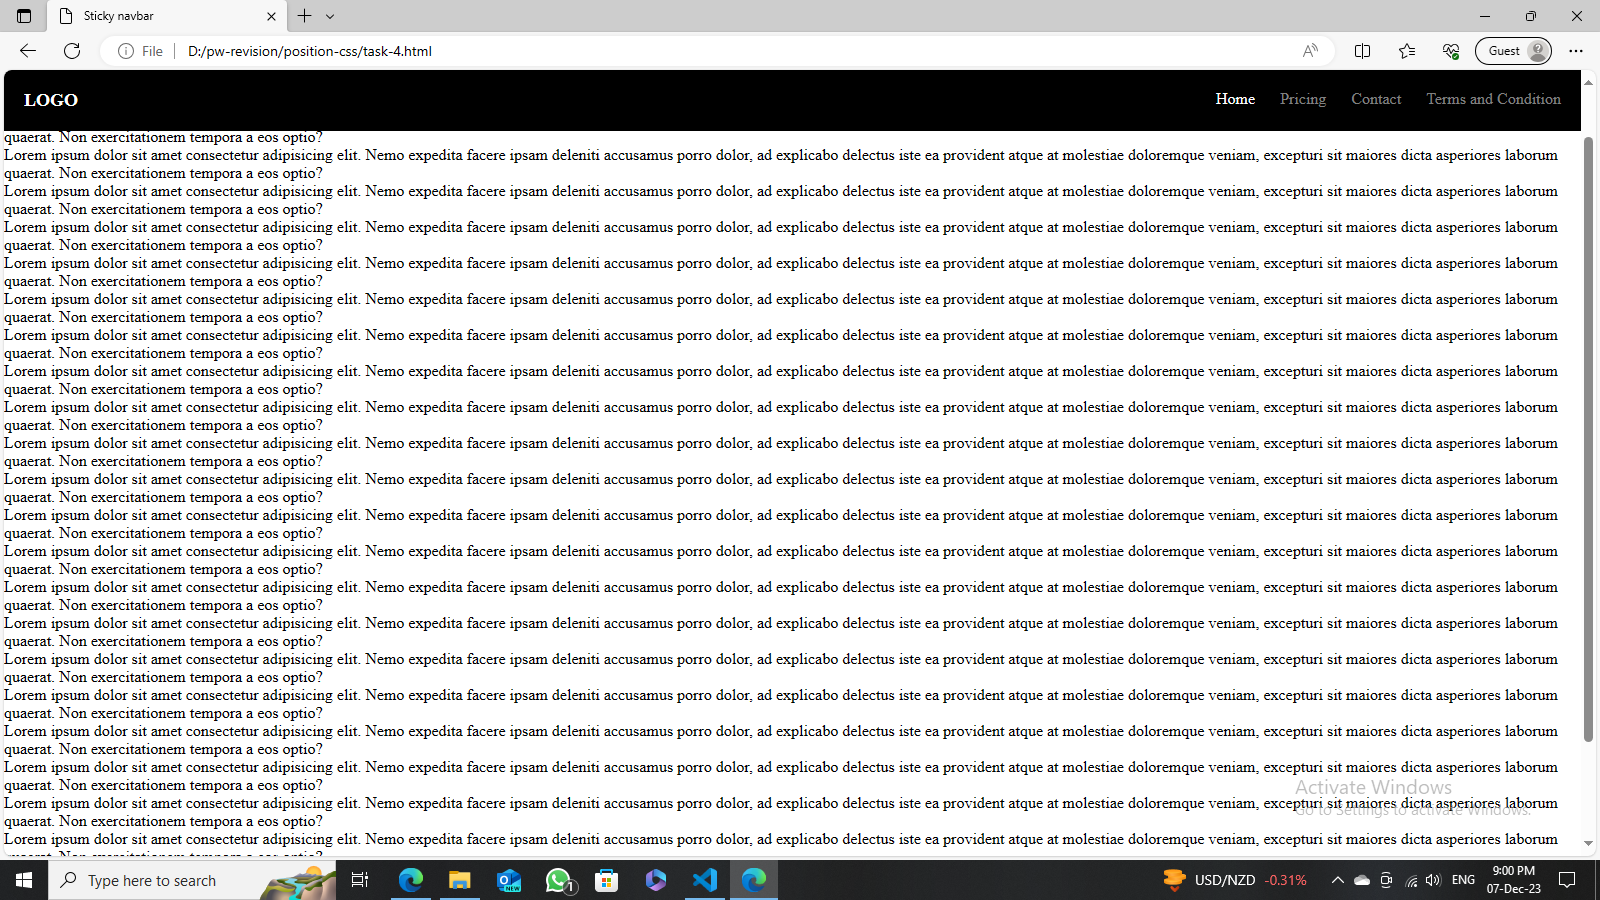 Sticky navbar
File
D:/pw-revision/position-css/task-4.html
Guest
LOGO
Home Pricing Contact Terms and Condition
quaerat. Non exercitationem tempora a eos optio?
Lorem ipsum dolor sit amet consectetur adipisicing elit. Nemo expedita facere ipsam deleniti accusamus porro dolor, ad explicabo delectus iste ea provident atque at molestiae doloremque veniam, excepturi sit maiores dicta asperiores laborum
quaerat. Non exercitationem tempora a eos optio?
Lorem ipsum dolor sit amet consectetur adipisicing elit. Nemo expedita facere ipsam deleniti accusamus porro dolor, ad explicabo delectus iste ea provident atque at molestiae doloremque veniam, excepturi sit maiores dicta asperiores laborum
quaerat. Non exercitationem tempora a eos optio?
Lorem ipsum dolor sit amet consectetur adipisicing elit. Nemo expedita facere ipsam deleniti accusamus porro dolor, ad explicabo delectus iste ea provident atque at molestiae doloremque veniam, excepturi sit maiores dicta asperiores laborum
quaerat. Non exercitationem tempora a eos optio?
Lorem ipsum dolor sit amet consectetur adipisicing elit. Nemo expedita facere ipsam deleniti accusamus porro dolor, ad explicabo delectus iste ea provident atque at molestiae doloremque veniam, excepturi sit maiores dicta asperiores laborum
quaerat. Non exercitationem tempora a eos optio?
Lorem ipsum dolor sit amet consectetur adipisicing elit. Nemo expedita facere ipsam deleniti accusamus porro dolor, ad explicabo delectus iste ea provident atque at molestiae doloremque veniam, excepturi sit maiores dicta asperiores laborum
quaerat. Non exercitationem tempora a eos optio?
Lorem ipsum dolor sit amet consectetur adipisicing elit. Nemo expedita facere ipsam deleniti accusamus porro dolor, ad explicabo delectus iste ea provident atque at molestiae doloremque veniam, excepturi sit maiores dicta asperiores laborum
quaerat. Non exercitationem tempora a eos optio?
Lorem ipsum dolor sit amet consectetur adipisicing elit. Nemo expedita facere ipsam deleniti accusamus porro dolor, ad explicabo delectus iste ea provident atque at molestiae doloremque veniam, excepturi sit maiores dicta asperiores laborum
quaerat. Non exercitationem tempora a eos optio?
Lorem ipsum dolor sit amet consectetur adipisicing elit. Nemo expedita facere ipsam deleniti accusamus porro dolor, ad explicabo delectus iste ea provident atque at molestiae doloremque veniam, excepturi sit maiores dicta asperiores laborum
quaerat. Non exercitationem tempora a eos optio?
Lorem ipsum dolor sit amet consectetur adipisicing elit. Nemo expedita facere ipsam deleniti accusamus porro dolor, ad explicabo delectus iste ea provident atque at molestiae doloremque veniam, excepturi sit maiores dicta asperiores laborum
quaerat. Non exercitationem tempora a eos optio?
Lorem ipsum dolor sit amet consectetur adipisicing elit. Nemo expedita facere ipsam deleniti accusamus porro dolor, ad explicabo delectus iste ea provident atque at molestiae doloremque veniam, excepturi sit maiores dicta asperiores laborum
quaerat. Non exercitationem tempora a eos optio?
Lorem ipsum dolor sit amet consectetur adipisicing elit. Nemo expedita facere ipsam deleniti accusamus porro dolor, ad explicabo delectus iste ea provident atque at molestiae doloremque veniam, excepturi sit maiores dicta asperiores laborum
quaerat. Non exercitationem tempora a eos optio?
Lorem ipsum dolor sit amet consectetur adipisicing elit. Nemo expedita facere ipsam deleniti accusamus porro dolor, ad explicabo delectus iste ea provident atque at molestiae doloremque veniam, excepturi sit maiores dicta asperiores laborum
quaerat. Non exercitationem tempora a eos optio?
Lorem ipsum dolor sit amet consectetur adipisicing elit. Nemo expedita facere ipsam deleniti accusamus porro dolor, ad explicabo delectus iste ea provident atque at molestiae doloremque veniam, excepturi sit maiores dicta asperiores laborum
quaerat. Non exercitationem tempora a eos optio?
Lorem ipsum dolor sit amet consectetur adipisicing elit. Nemo expedita facere ipsam deleniti accusamus porro dolor, ad explicabo delectus iste ea provident atque at molestiae doloremque veniam, excepturi sit maiores dicta asperiores laborum
quaerat. Non exercitationem tempora a eos optio?
Lorem ipsum dolor sit amet consectetur adipisicing elit. Nemo expedita facere ipsam deleniti accusamus porro dolor, ad explicabo delectus iste ea provident atque at molestiae doloremque veniam, excepturi sit maiores dicta asperiores laborum
quaerat. Non exercitationem tempora a eos optio?
Lorem ipsum dolor sit amet consectetur adipisicing elit. Nemo expedita facere ipsam deleniti accusamus porro dolor, ad explicabo delectus iste ea provident atque at molestiae doloremque veniam, excepturi sit maiores dicta asperiores laborum
quaerat. Non exercitationem tempora a eos optio?
Lorem ipsum dolor sit amet consectetur adipisicing elit. Nemo expedita facere ipsam deleniti accusamus porro dolor, ad explicabo delectus iste ea provident atque at molestiae doloremque veniam, excepturi sit maiores dicta asperiores laborum
quaerat. Non exercitationem tempora a eos optio?
Lorem ipsum dolor sit amet consectetur adipisicing elit. Nemo expedita facere ipsam deleniti accusamus porro dolor, ad explicabo delectus iste ea provident atque at molestiae doloremque veniam, excepturi sit maiores dicta asperiores laborum
quaerat. Non exercitationem tempora a eos optio?
Activate Windows
Lorem ipsum dolor sit amet consectetur adipisicing elit. Nemo expedita facere ipsam deleniti accusamus porro dolor, ad explicabo delectus iste ea provident atque at molestiae doloremque veniam, excepturi sit maiores dicta asperiores laborum
Go to Settings to activate Windows.
quaerat. Non exercitationem tempora a eos optio?
Lorem ipsum dolor sit amet consectetur adipisicing elit. Nemo expedita facere ipsam deleniti accusamus porro dolor, ad explicabo delectus iste ea provident atque at molestiae doloremque veniam, excepturi sit maiores dicta asperiores laborum
Type here to search
NEW
1
USD/NZD -0.31%
ENG
9:00 PM
07-Dec-23